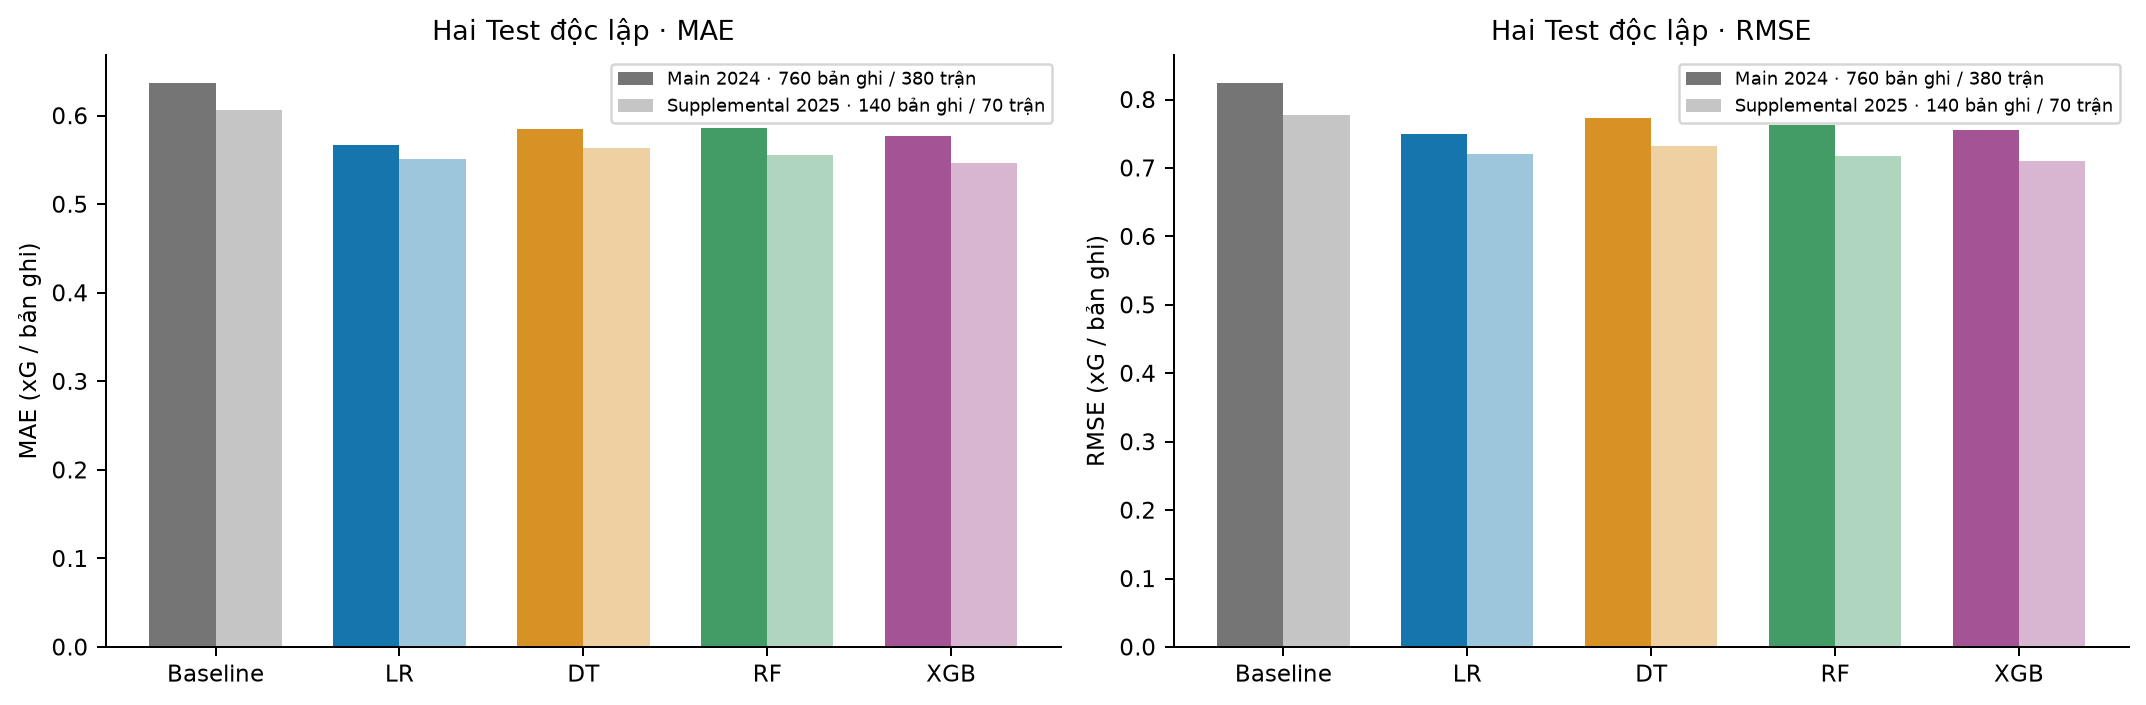 Hai Test độc lập · MAE
Main 2024 · 760 bản ghi / 380 trận
Supplemental 2025 · 140 bản ghi / 70 trận
MAE (xG / bản ghi)
0.6
0.5
0.4
0.3
0.2
0.1
0.0
Baseline LR DT RF XGB
Hai Test độc lập · RMSE
Main 2024 · 760 bản ghi / 380 trận
Supplemental 2025 · 140 bản ghi / 70 trận
RMSE (xG / bản ghi)
0.8
0.7
0.6
0.5
0.4
0.3
0.2
0.1
0.0
Baseline LR DT RF XGB